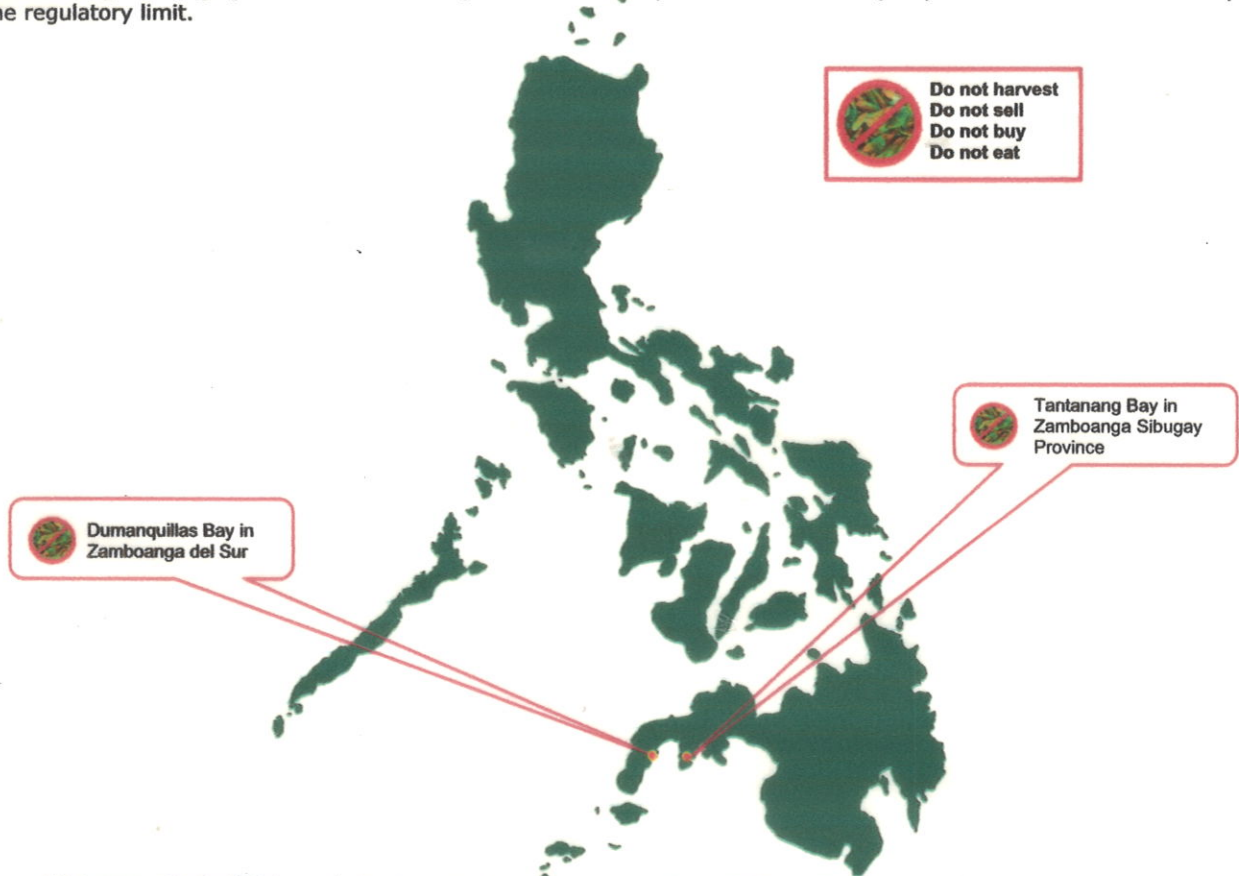 he regulatory limit.
Do not harvest
Do not sell
Do not buy
Do not eat
Tantanang Bay in
Zamboanga Sibugay
Province
Dumanquillas Bay in
Zamboanga del Sur